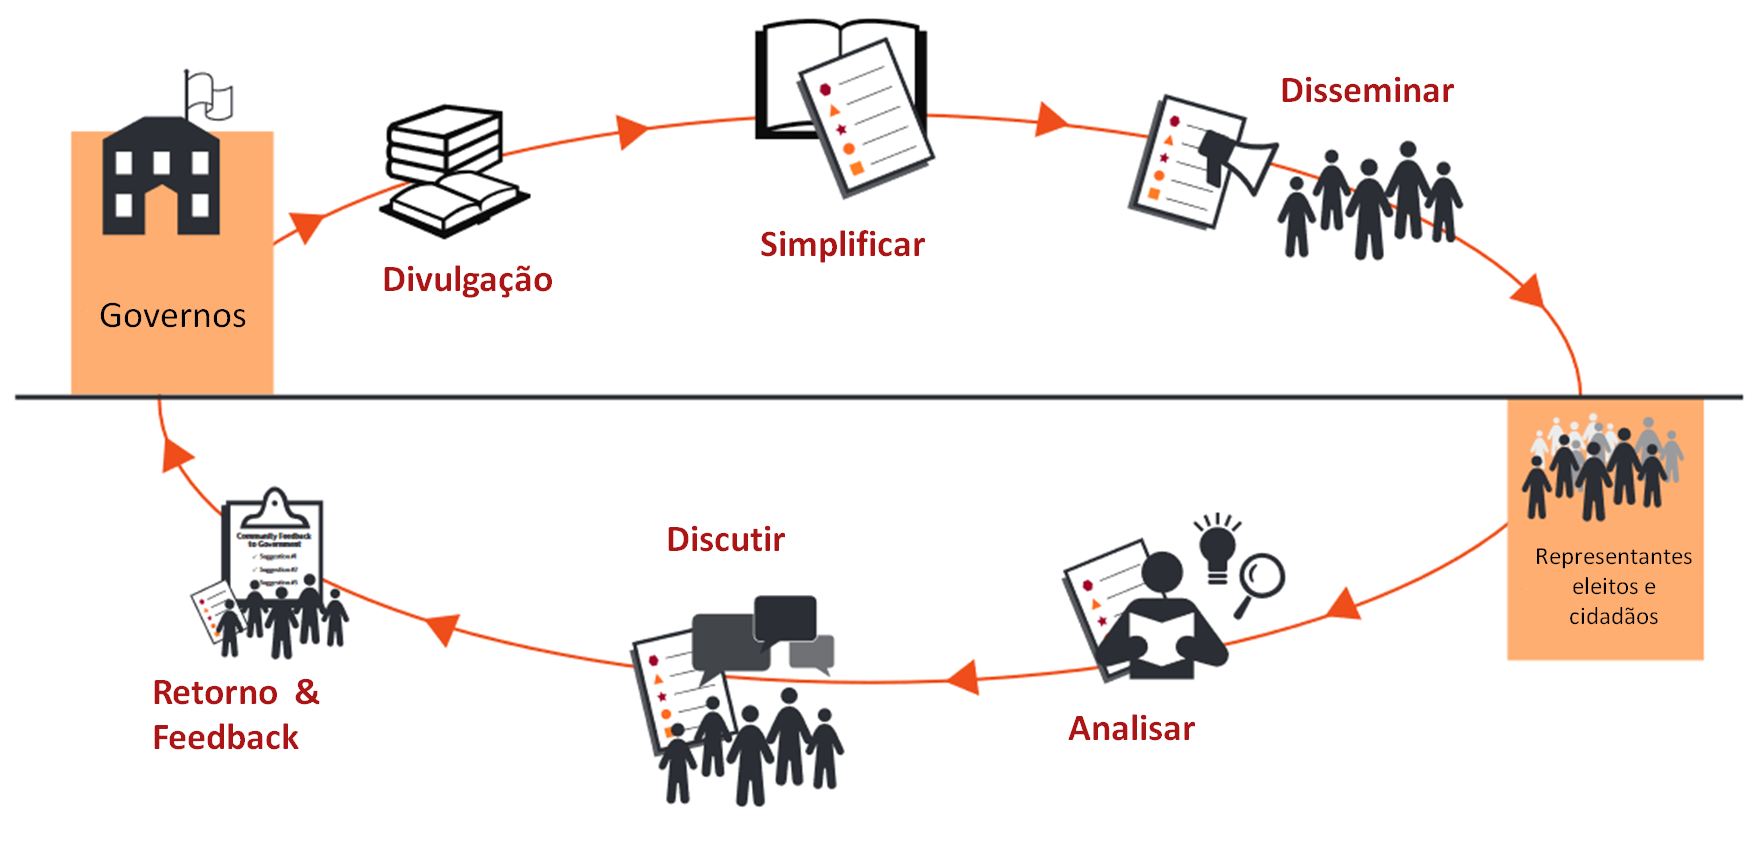 Governos
Divulgação
Simplificar
Disseminar
Representantes
eleitos e
cidadãos
Analisar
Discutir
Community Feedback
to Government
✓ Suggestion #1
✓ Suggestion #2
Suggestion #3
Retorno &
Feedback